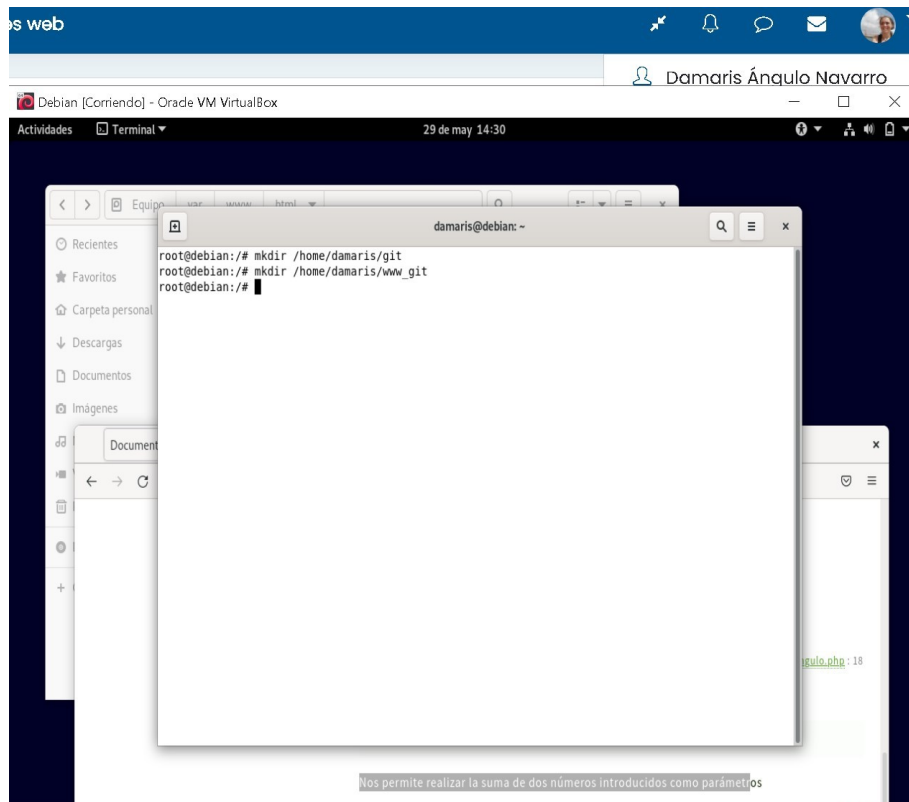 os web
Damaris Ángulo Navarro
Debian [Corriendo] - Oracle VM VirtualBox
Actividades Terminal 29 de may 14:30
Equipo var www html
damaris@debian: ~
Recientes
Favoritos
Carpeta personal
Descargas
Documentos
Imágenes
root@debian:/# mkdir /home/damaris/git
root@debian:/# mkdir /home/damaris/www_git
root@debian:/#
Document
gulo.php : 18
Nos permite realizar la suma de dos números introducidos como parámetros